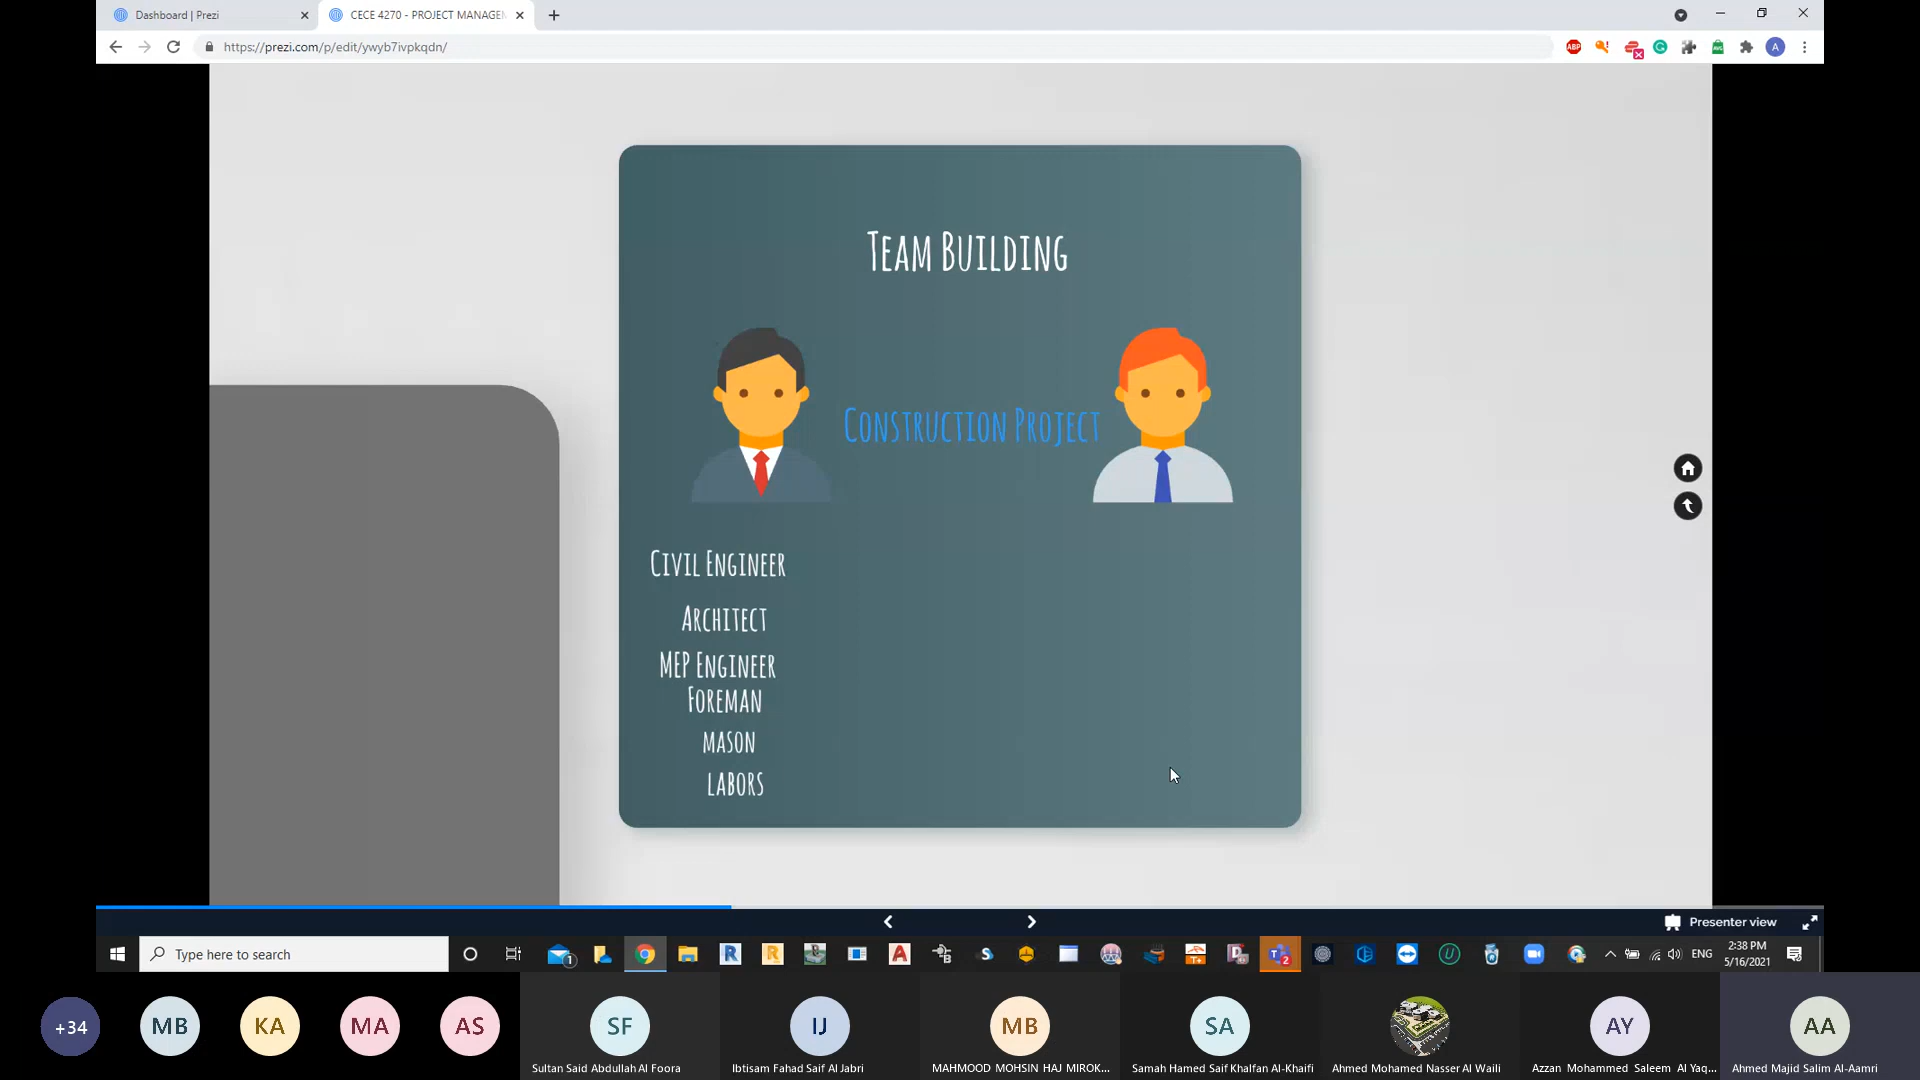 Dashboard | Prezi
CECE 4270 - PROJECT MANAGEN
https://prezi.com/p/edit/ywyb7ivpkqdn/
ABP
A
Team Building
Construction Project
Civil Engineer
Architect
MEP Engineer
Foreman
mason
labors
Presenter view
Type here to search
ENG
2:38 PM
5/16/2021
+34
MB
KA
MA
AS
SF
IJ
MB
SA
AY
AA
Sultan Said Abdullah Al Foora
Ibtisam Fahad Saif Al Jabri
MAHMOOD MOHSIN HAJ MIROK...
Samah Hamed Saif Khalfan Al-Khaifi
Ahmed Mohamed Nasser Al Waili
Azzan Mohammed Saleem Al Yaq...
Ahmed Majid Salim Al-Aamri